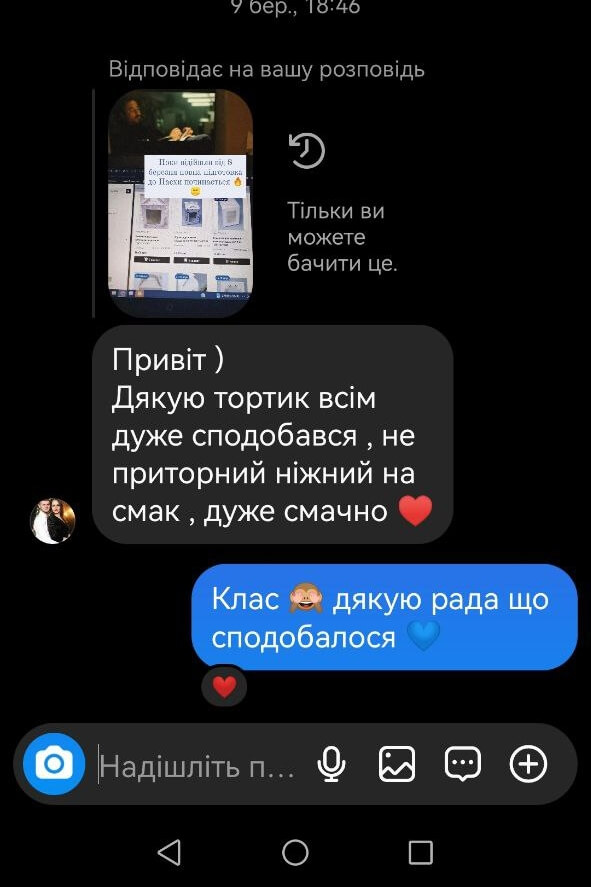 9 бер., 18:46
Відповідає на вашу розповідь
Поки відійшли від 8
березня повна підготовка
до Пасхи починається 🔥
🙂
Тільки ви
можете
бачити це.
Привіт )
Дякую тортик всім
дуже сподобався , не
приторний ніжний на
смак , дуже смачно ♥️
Клас 🙈 дякую рада що
сподобалося 💙
❤️
Надішліть п...